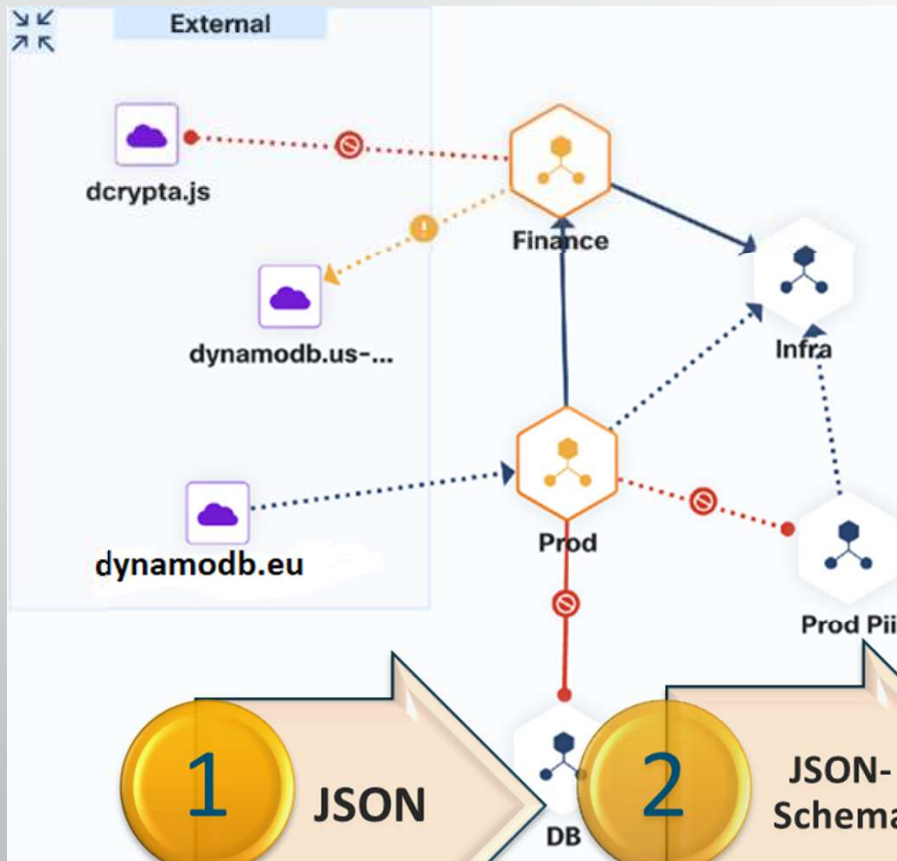 External
dcrypta.js
Finance
dynamodb.us-...
Infra
dynamodb.eu
Prod
Prod Pii
1
JSON
2
JSON-
Schema
DB